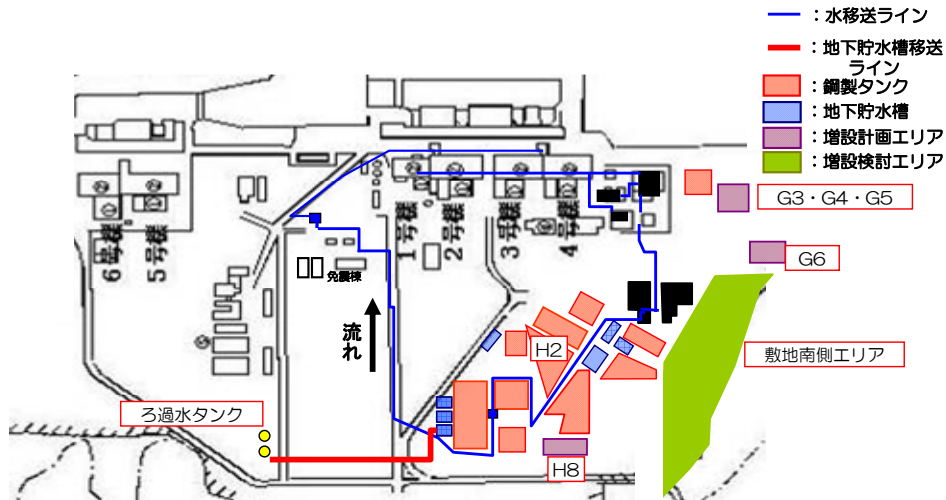 ：水移送ライン
：地下貯水槽移送
ライン
：鋼製タンク
：地下貯水槽
：増設計画エリア
：増設検討エリア
G3・G4・G5
G6
敷地南側エリア
6号機
5号機
1号機
2号機
3号機
4号機
免震棟
流れ
H2
H8
ろ過水タンク